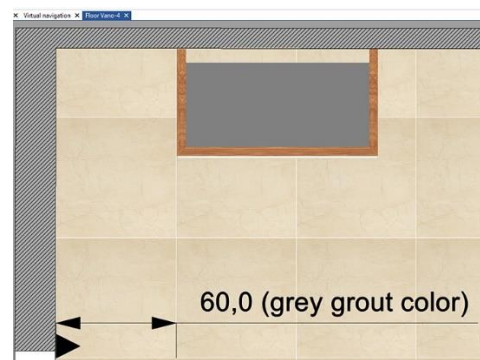 × Virtual navigation × Floor Vano-4 ×
60,0 (grey grout color)